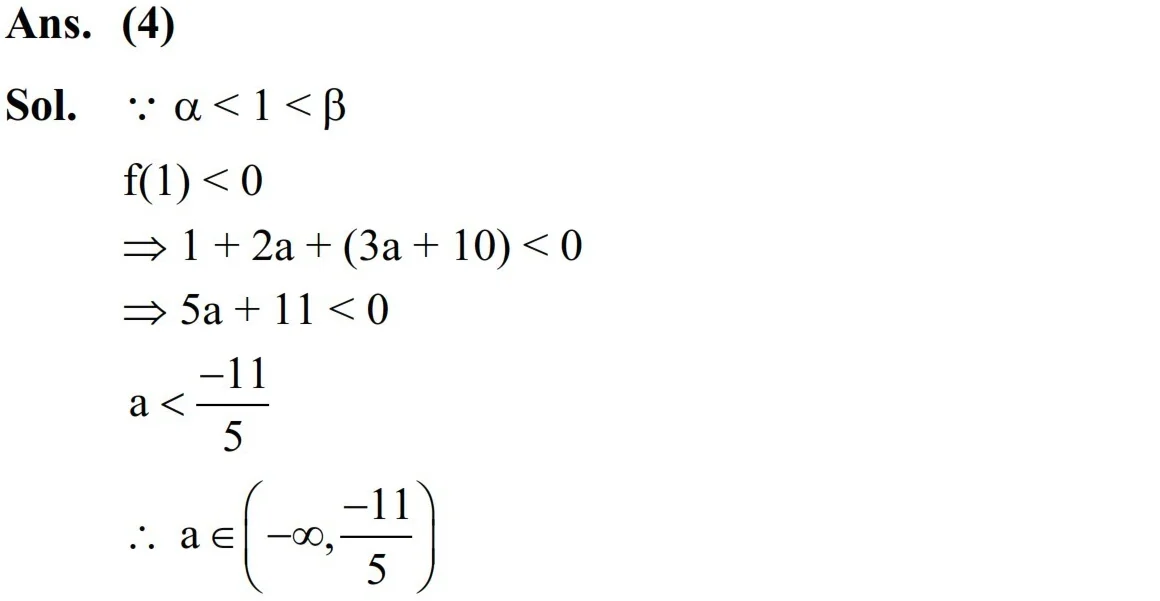 Ans. (4)
Sol. ∵ α < 1 < β
f(1) < 0
⇒ 1 + 2a + (3a + 10) < 0
⇒ 5a + 11 < 0
a < −11/5
∴ a ∈ (−∞, −11/5)